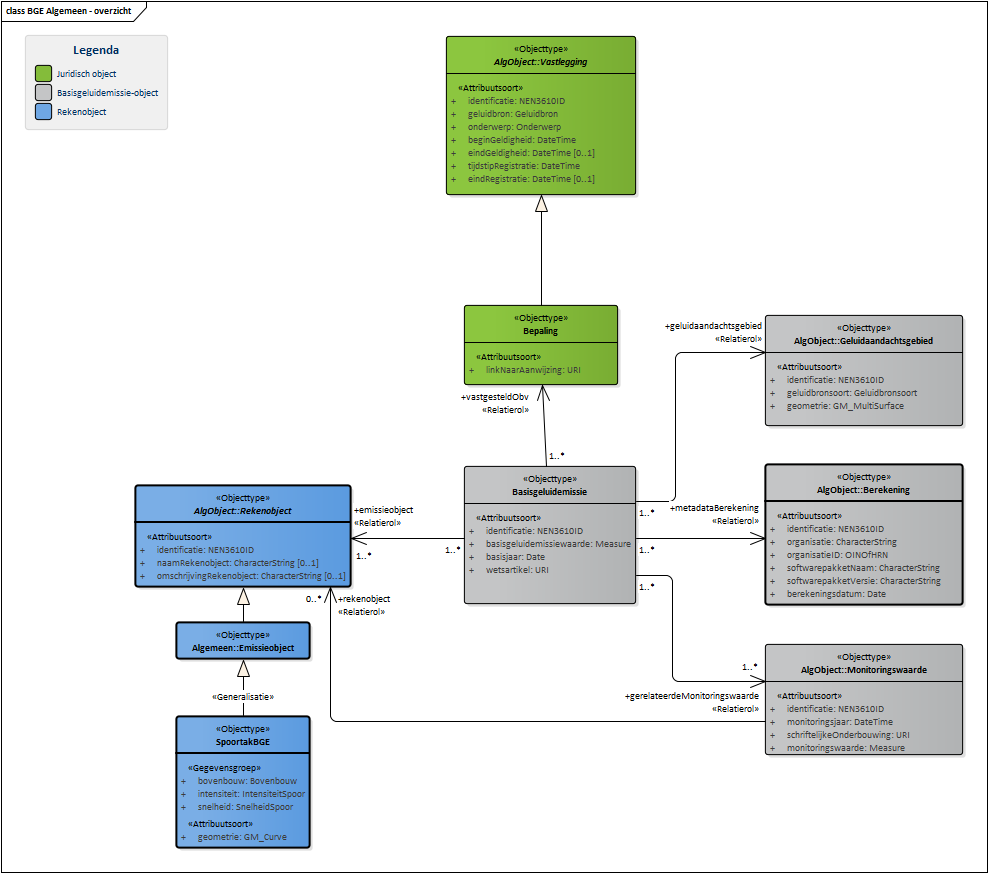 class BGE Algemeen - overzicht
Legenda
Juridisch object
Basisgeluidemissie-object
Rekenobject
«Objecttype»
AlgObject::Vastlegging
«Attribuutsoort»
+ identificatie: NEN3610ID
+ geluidbron: Geluidbron
+ onderwerp: Onderwerp
+ beginGeldigheid: DateTime
+ eindGeldigheid: DateTime [0..1]
+ tijdstipRegistratie: DateTime
+ eindRegistratie: DateTime [0..1]
«Objecttype»
Bepaling
«Attribuutsoort»
+ linkNaarAanwijzing: URI
+vastgesteldObv
«Relatierol»
1..*
+geluidaandachtsgebied
«Relatierol»
«Objecttype»
AlgObject::Geluidaandachtsgebied
«Attribuutsoort»
+ identificatie: NEN3610ID
+ geluidbronsoort: Geluidbronsoort
+ geometrie: GM_MultiSurface
«Objecttype»
Basisgeluidemissie
«Attribuutsoort»
+ identificatie: NEN3610ID
+ basisgeluidemissiewaarde: Measure
+ basisjaar: Date
+ wetsartikel: URI
1..*
+metadataBerekening
«Relatierol»
1..*
«Objecttype»
AlgObject::Berekening
«Attribuutsoort»
+ identificatie: NEN3610ID
+ organisatie: CharacterString
+ organisatieID: OINOfHRN
+ softwarepakketNaam: CharacterString
+ softwarepakketVersie: CharacterString
+ berekeningsdatum: Date
«Objecttype»
AlgObject::Rekenobject
«Attribuutsoort»
+ identificatie: NEN3610ID
+ naamRekenobject: CharacterString [0..1]
+ omschrijvingRekenobject: CharacterString [0..1]
+emissieobject
«Relatierol»
1..*
1..*
1..*
0..*
+rekenobject
«Relatierol»
«Objecttype»
Algemeen::Emissieobject
«Generalisatie»
1..*
+gerelateerdeMonitoringswaarde
«Relatierol»
«Objecttype»
AlgObject::Monitoringswaarde
«Attribuutsoort»
+ identificatie: NEN3610ID
+ monitoringsjaar: DateTime
+ schriftelijkeOnderbouwing: URI
+ monitoringswaarde: Measure
«Objecttype»
SpoortakBGE
«Gegevensgroep»
+ bovenbouw: Bovenbouw
+ intensiteit: IntensiteitSpoor
+ snelheid: SnelheidSpoor
«Attribuutsoort»
+ geometrie: GM_Curve